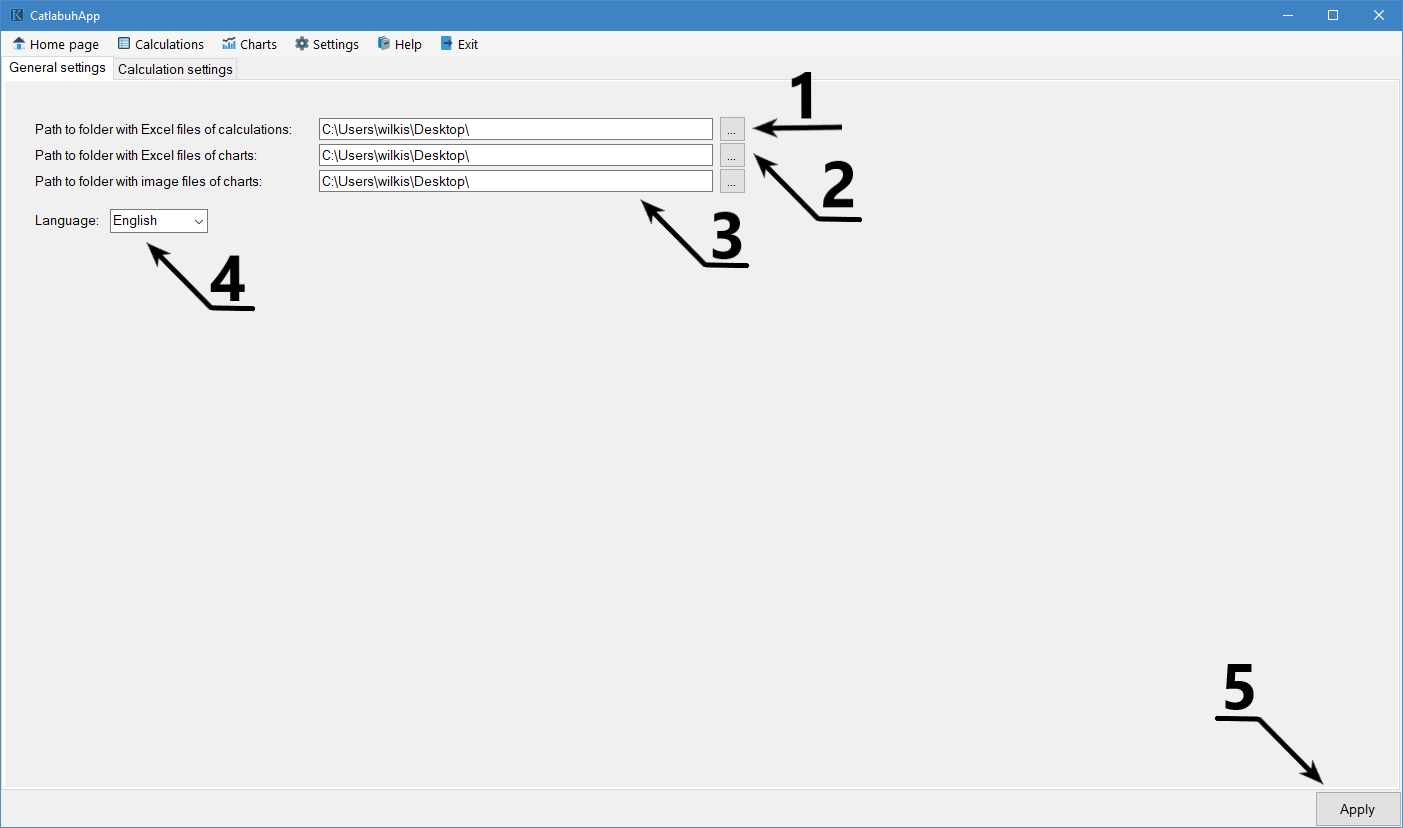 CatlabuhApp
Home page Calculations Charts Settings Help Exit
General settings Calculation settings
1
Path to folder with Excel files of calculations: C:\Users\wilkis\Desktop\ ...
Path to folder with Excel files of charts: C:\Users\wilkis\Desktop\ ...
2
Path to folder with image files of charts: C:\Users\wilkis\Desktop\ ...
3
Language: English
4
5
Apply